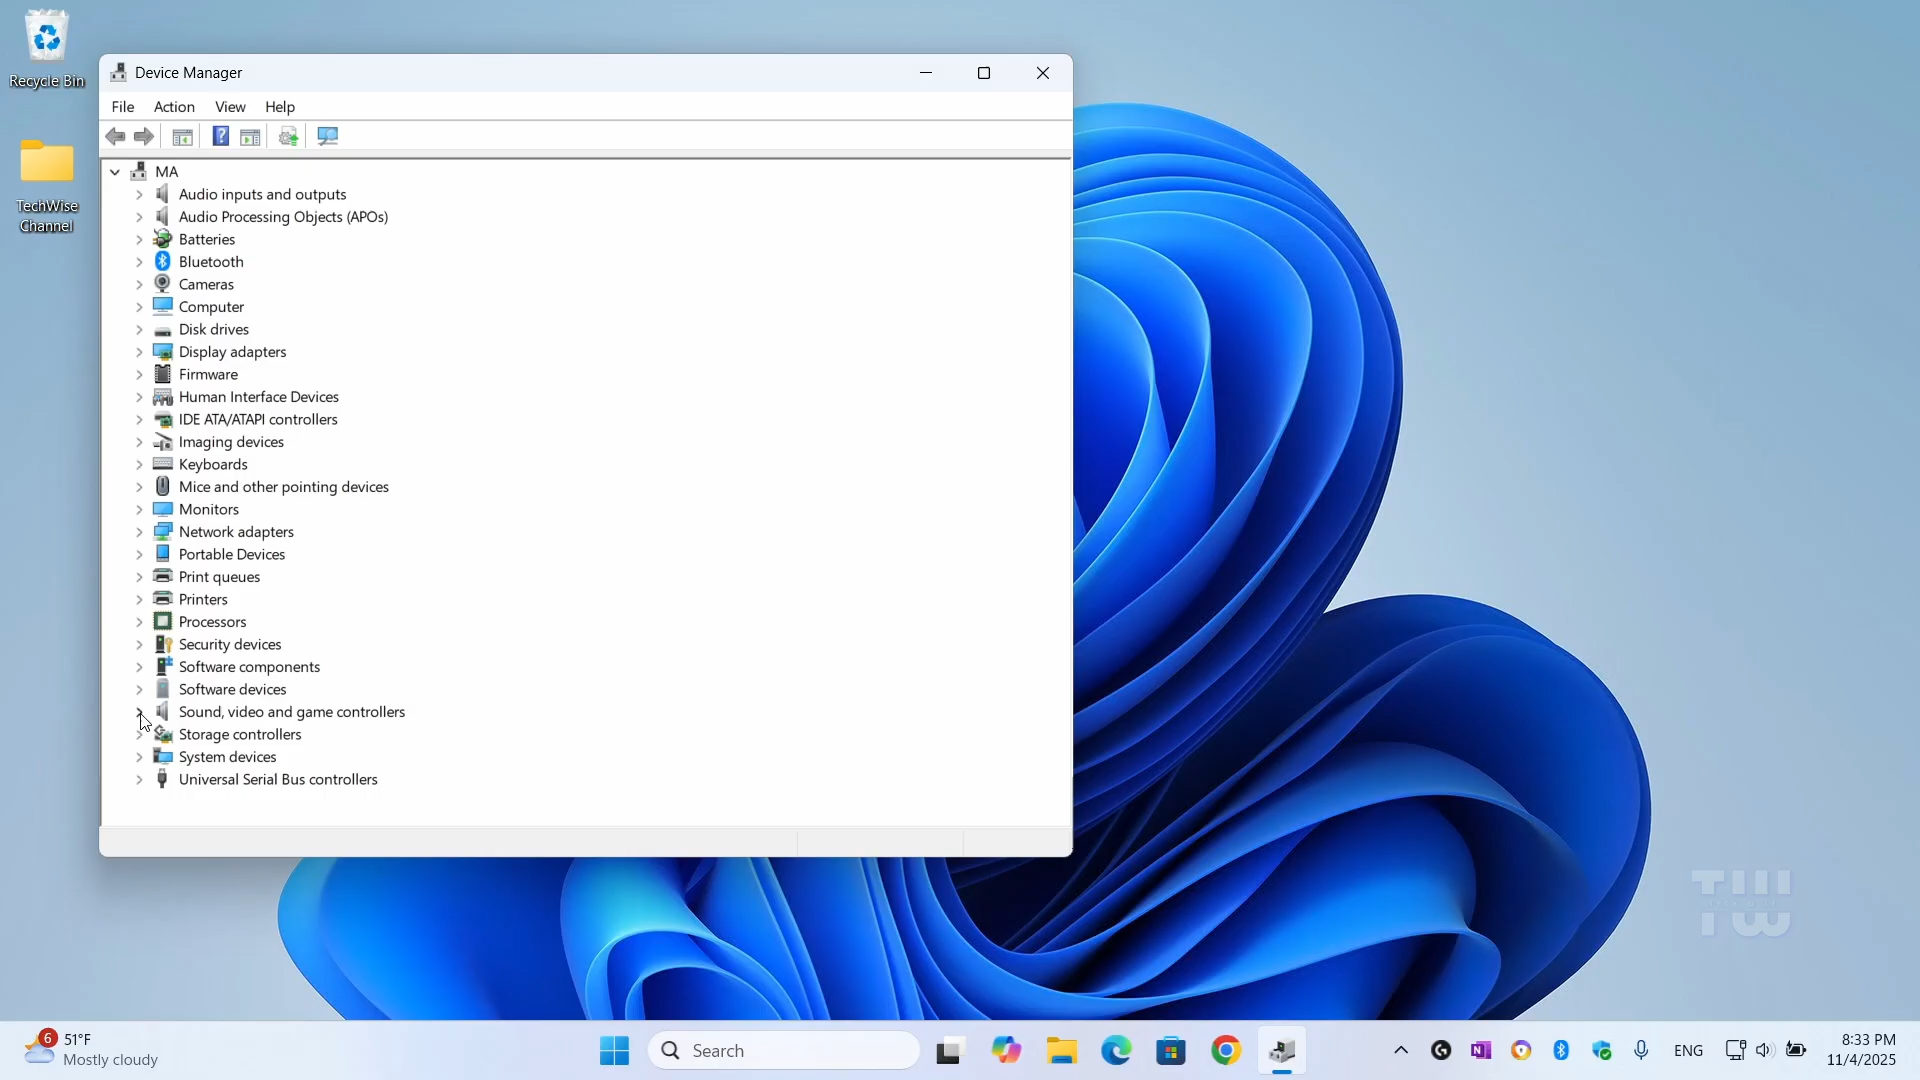 Recycle Bin
TechWise
Channel
Device Manager
File Action View Help
MA
Audio inputs and outputs
Audio Processing Objects (APOs)
Batteries
Bluetooth
Cameras
Computer
Disk drives
Display adapters
Firmware
Human Interface Devices
IDE ATA/ATAPI controllers
Imaging devices
Keyboards
Mice and other pointing devices
Monitors
Network adapters
Portable Devices
Print queues
Printers
Processors
Security devices
Software components
Software devices
Sound, video and game controllers
Storage controllers
System devices
Universal Serial Bus controllers
TW
6
51°F
Mostly cloudy
Search
ENG
8:33 PM
11/4/2025